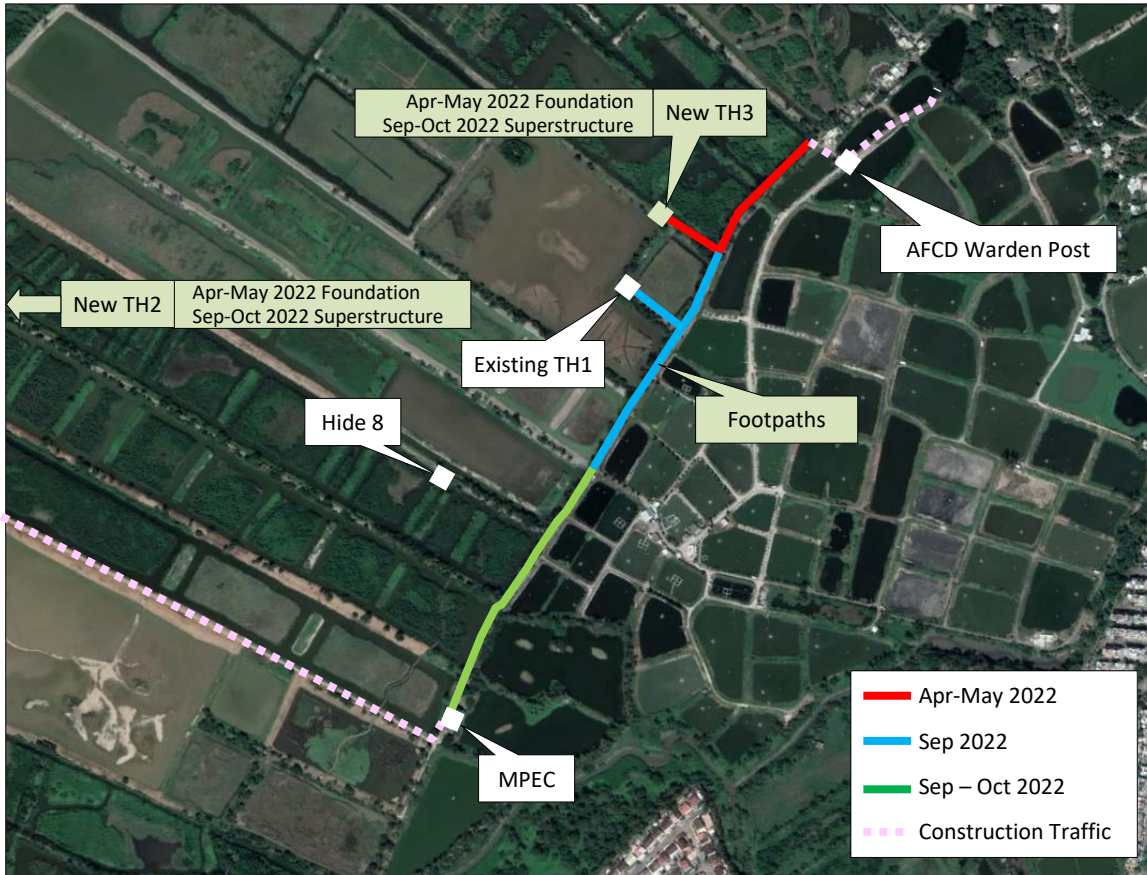 Apr-May 2022 Foundation
Sep-Oct 2022 Superstructure
New TH3
AFCD Warden Post
New TH2
Apr-May 2022 Foundation
Sep-Oct 2022 Superstructure
Existing TH1
Hide 8
Footpaths
MPEC
Apr-May 2022
Sep 2022
Sep – Oct 2022
Construction Traffic